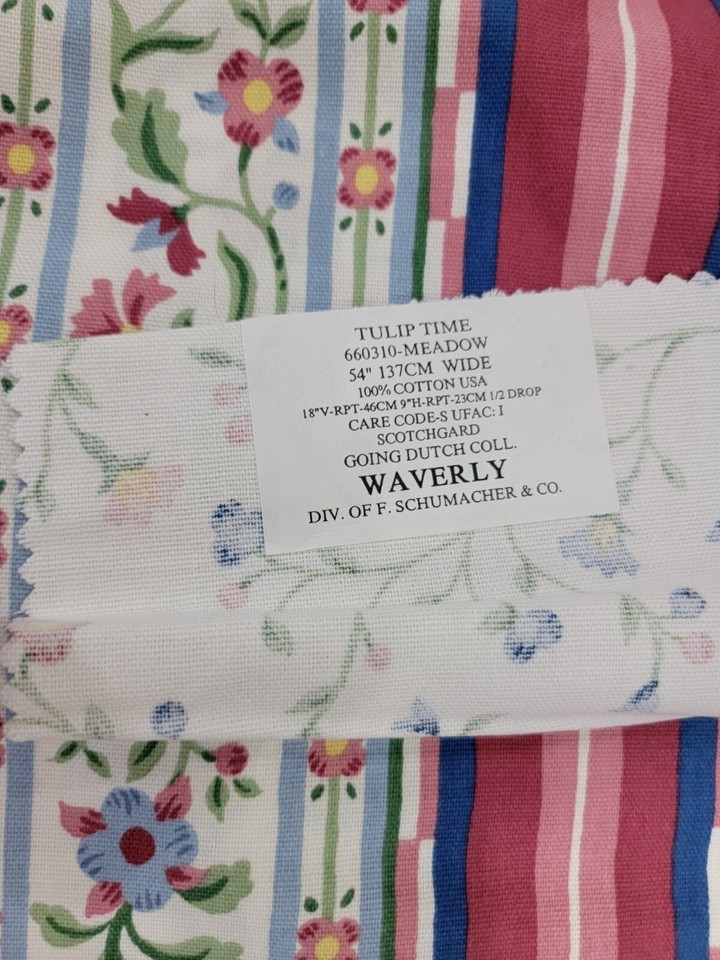 TULIP TIME
660310-MEADOW
54" 137CM WIDE
100% COTTON USA
18"V-RPT-46CM 9"H-RPT-23CM 1/2 DROP
CARE CODE-S UFAC: I
SCOTCHGARD
GOING DUTCH COLL.
WAVERLY
DIV. OF F. SCHUMACHER & CO.